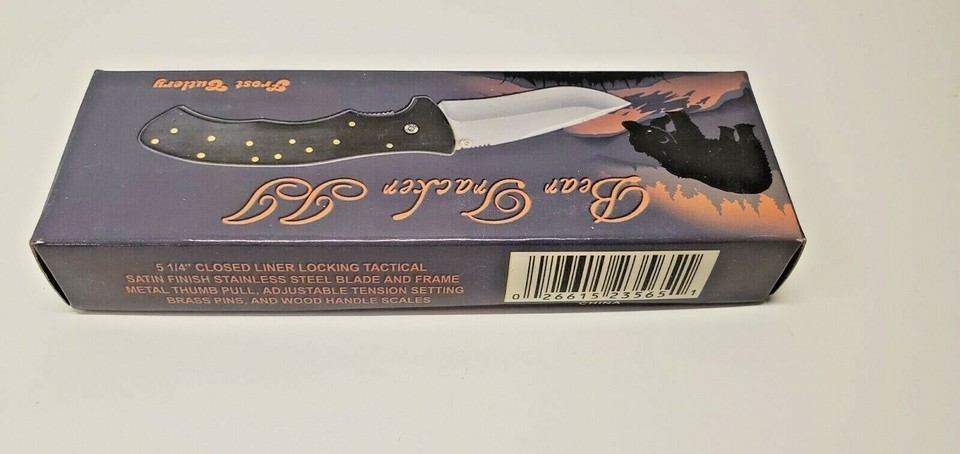 Frost Cutlery
Bear Tracker IV
5 1/4" CLOSED LINER LOCKING TACTICAL
SATIN FINISH STAINLESS STEEL BLADE AND FRAME
METAL THUMB PULL, ADJUSTABLE TENSION SETTING
BRASS PINS, AND WOOD HANDLE SCALES
0 26615 23565 1
CHINA